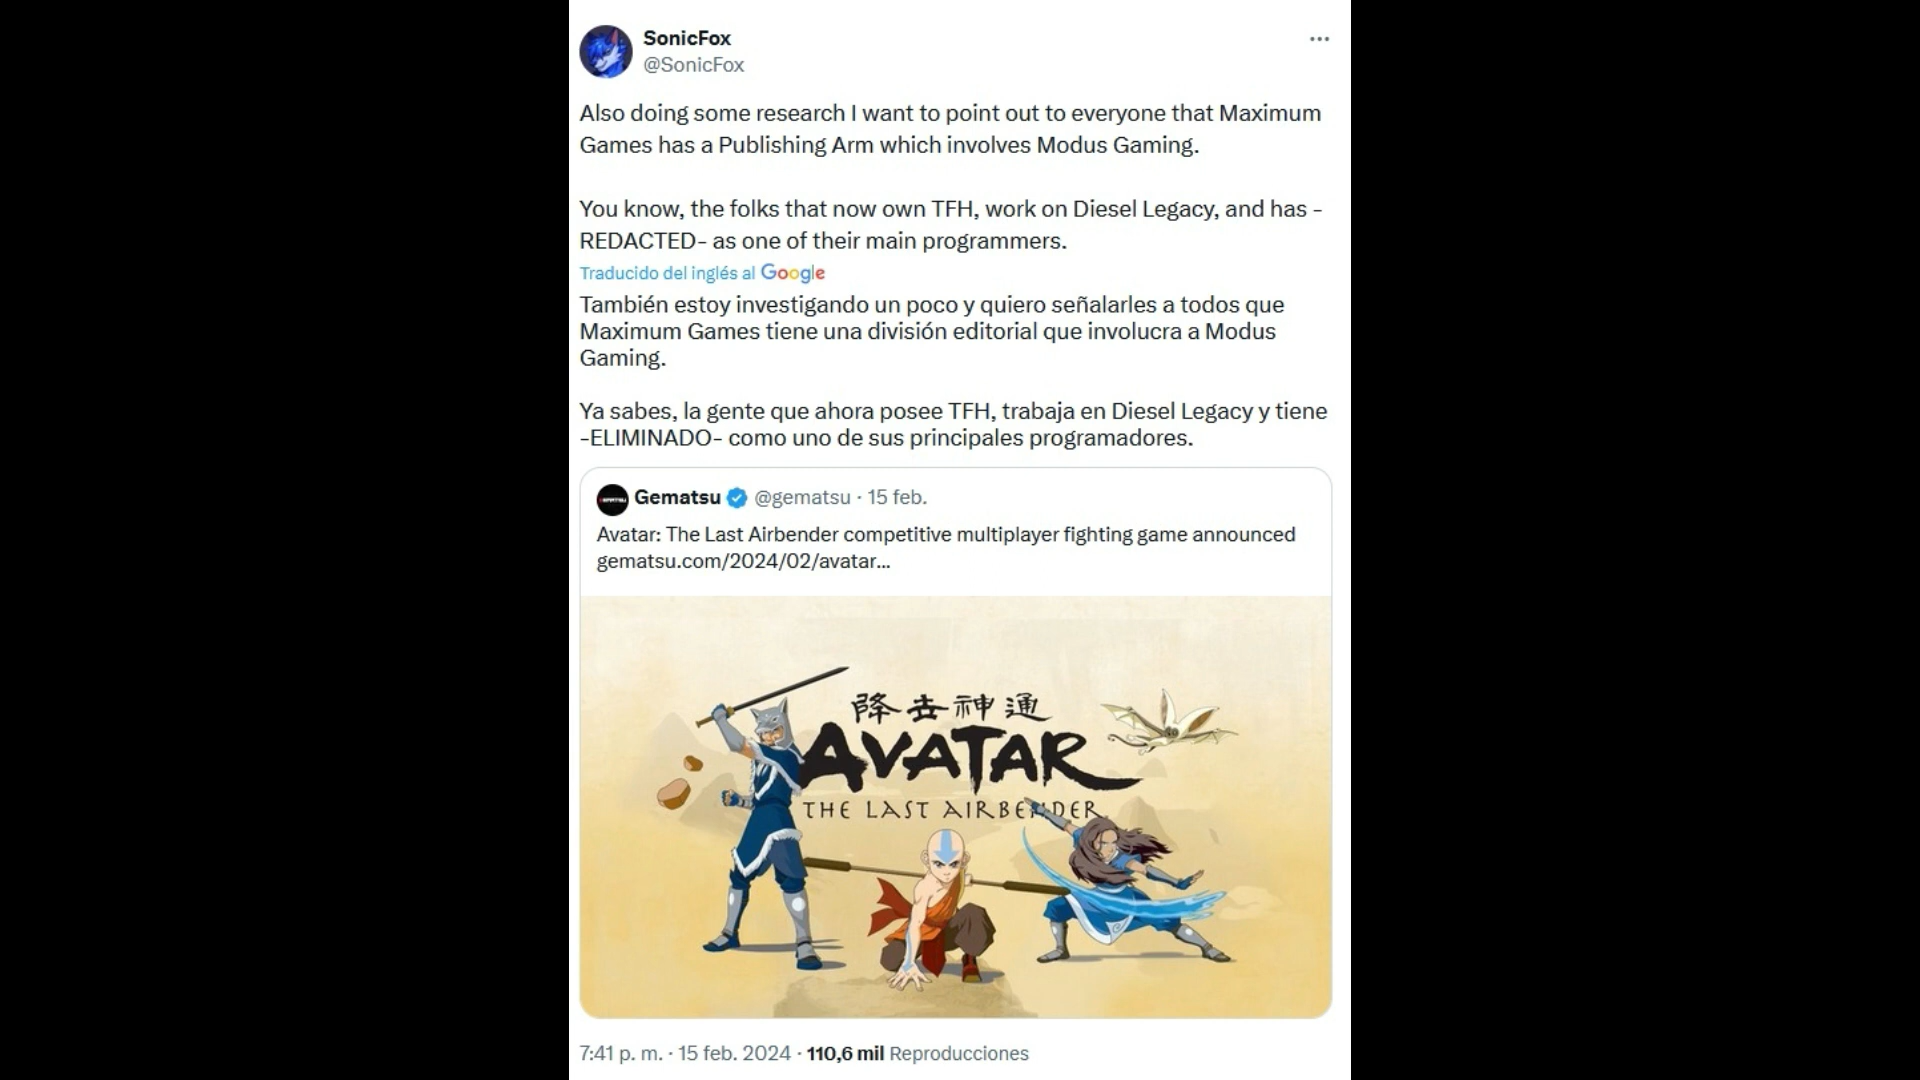 SonicFox
@SonicFox
Also doing some research I want to point out to everyone that Maximum
Games has a Publishing Arm which involves Modus Gaming.
You know, the folks that now own TFH, work on Diesel Legacy, and has -
REDACTED- as one of their main programmers.
Traducido del inglés al Google
También estoy investigando un poco y quiero señalarles a todos que
Maximum Games tiene una división editorial que involucra a Modus
Gaming.
Ya sabes, la gente que ahora posee TFH, trabaja en Diesel Legacy y tiene
-ELIMINADO- como uno de sus principales programadores.
Gematsu @gematsu · 15 feb.
Avatar: The Last Airbender competitive multiplayer fighting game announced
gematsu.com/2024/02/avatar...
降去神通
AVATAR
THE LAST AIRBENDER
7:41 p. m. · 15 feb. 2024 · 110,6 mil Reproducciones